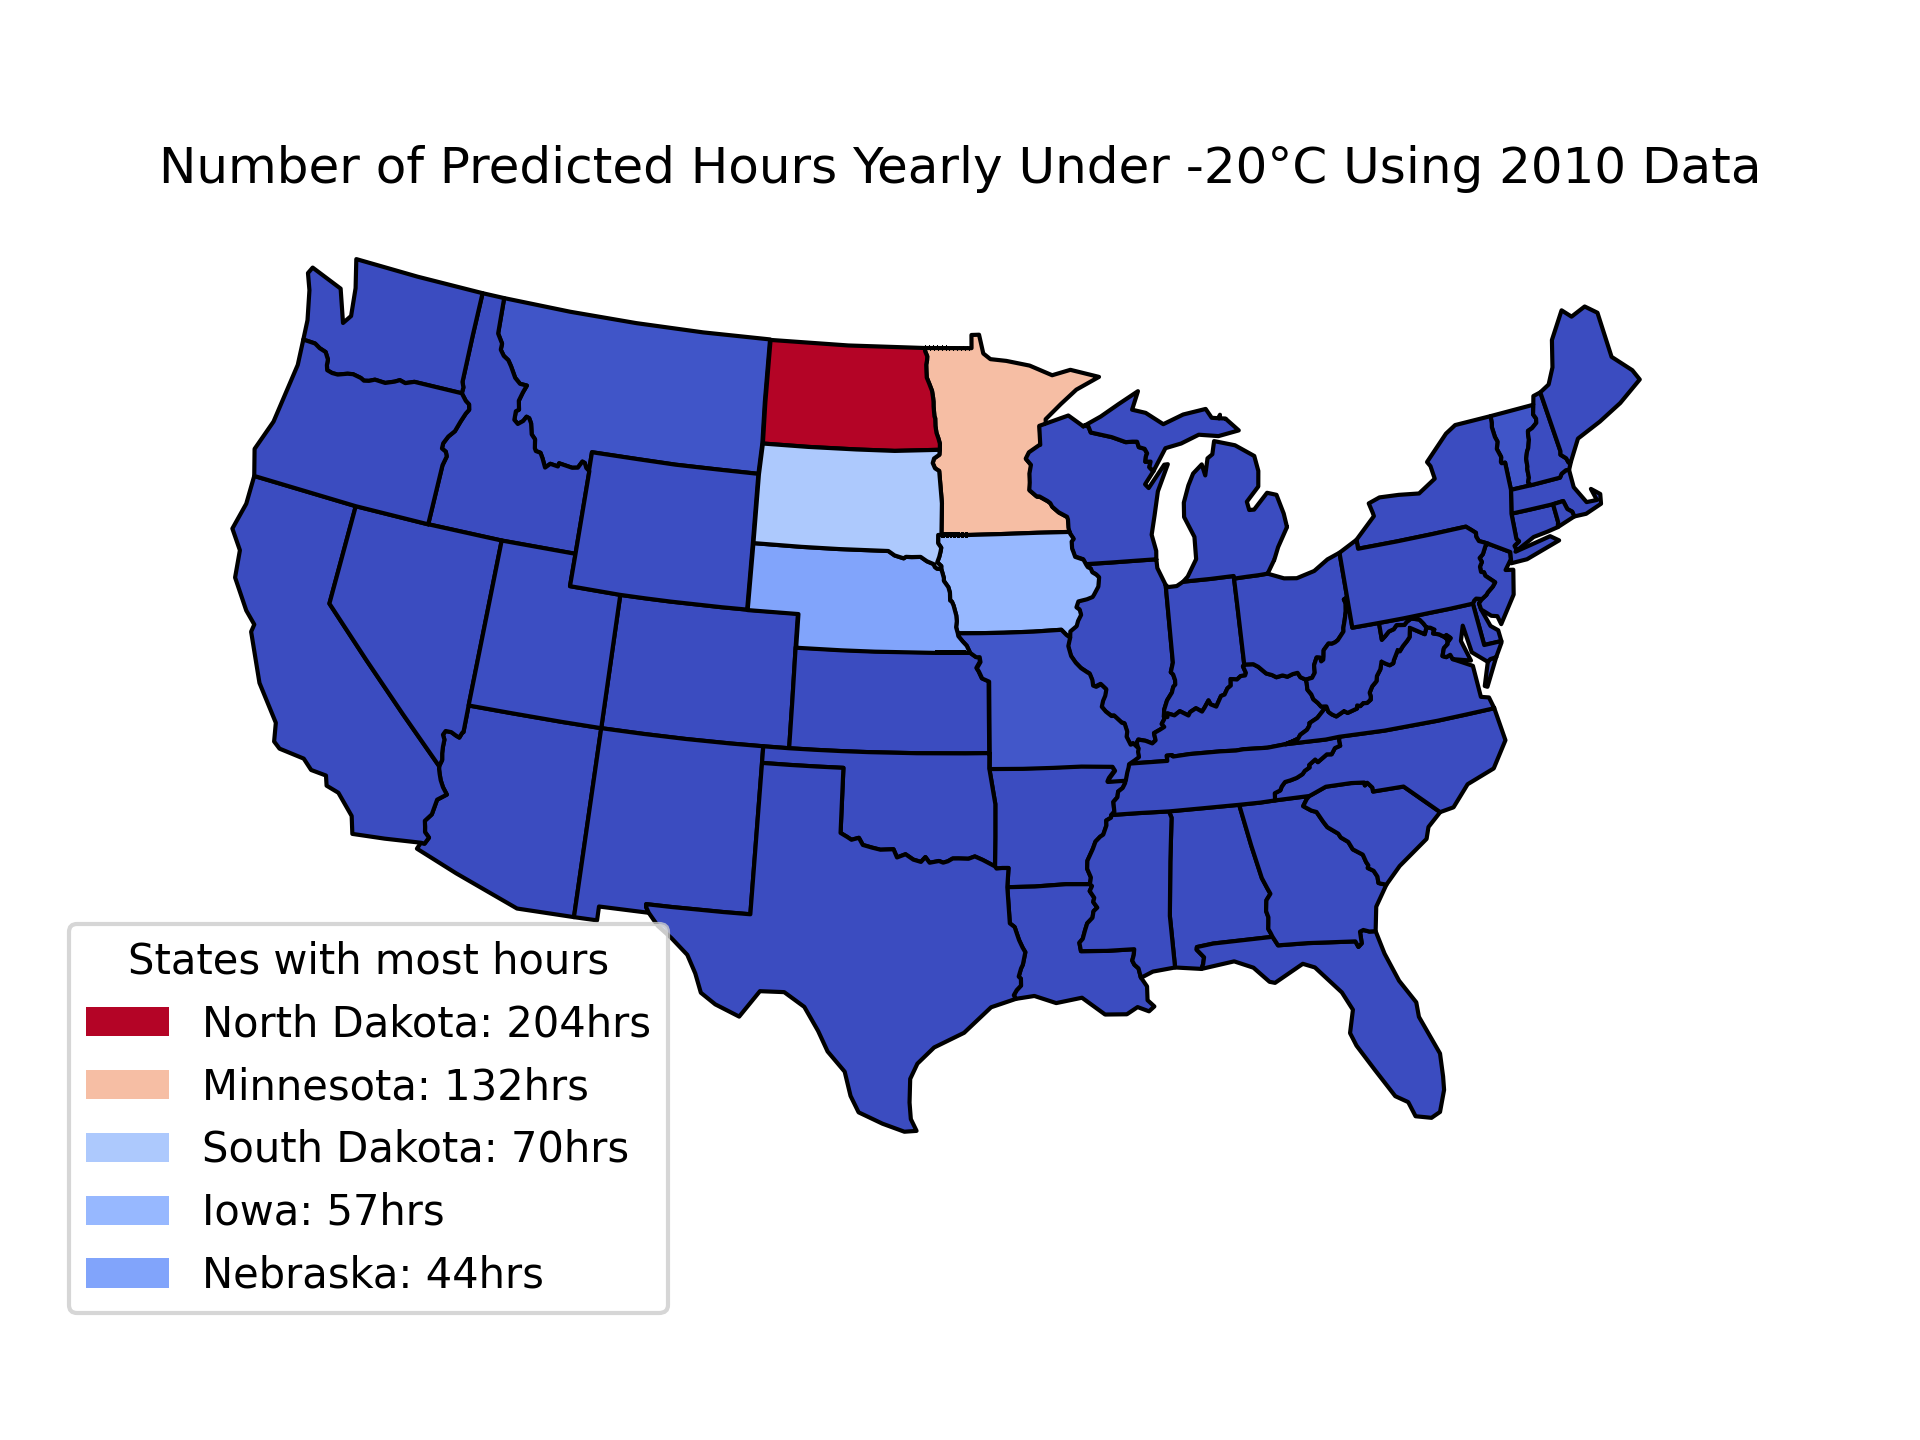 Number of Predicted Hours Yearly Under -20°C Using 2010 Data
States with most hours
North Dakota: 204hrs
Minnesota: 132hrs
South Dakota: 70hrs
Iowa: 57hrs
Nebraska: 44hrs